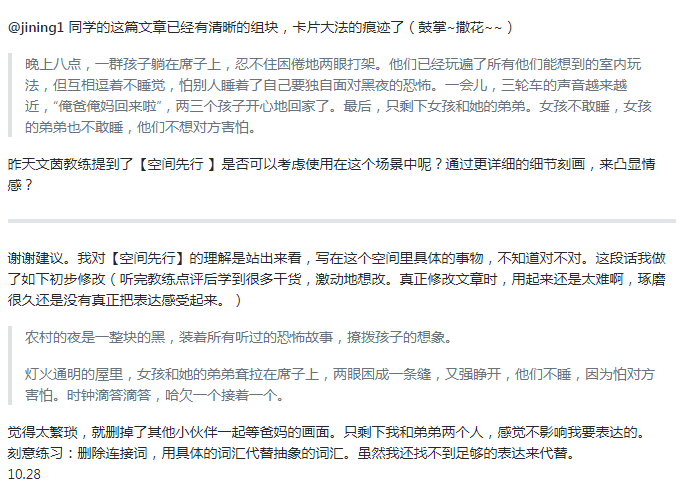 @jining1 同学的这篇文章已经有清晰的组块，卡片大法的痕迹了（鼓掌~撒花~~）
晚上八点，一群孩子躺在席子上，忍不住困倦地两眼打架。他们已经玩遍了所有他们能想到的室内玩
法，但互相逗着不睡觉，怕别人睡着了自己要独自面对黑夜的恐怖。一会儿，三轮车的声音越来越
近，“俺爸俺妈回来啦”，两三个孩子开心地回家了。最后，只剩下女孩和她的弟弟。女孩不敢睡，女孩
的弟弟也不敢睡，他们不想对方害怕。
昨天文茵教练提到了【空间先行 】是否可以考虑使用在这个场景中呢？通过更详细的细节刻画，来凸显情
感？
谢谢建议。我对【空间先行】的理解是站出来看，写在这个空间里具体的事物，不知道对不对。这段话我做
了如下初步修改（听完教练点评后学到很多干货，激动地想改。真正修改文章时，用起来还是太难啊，琢磨
很久还是没有真正把表达感受起来。）
农村的夜是一整块的黑，装着所有听过的恐怖故事，撩拨孩子的想象。
灯火通明的屋里，女孩和她的弟弟耷拉在席子上，两眼困成一条缝，又强睁开，他们不睡，因为怕对方
害怕。时钟滴答滴答，哈欠一个接着一个。
觉得太繁琐，就删掉了其他小伙伴一起等爸妈的画面。只剩下我和弟弟两个人，感觉不影响我要表达的。
刻意练习：删除连接词，用具体的词汇代替抽象的词汇。虽然我还找不到足够的表达来代替。
10.28